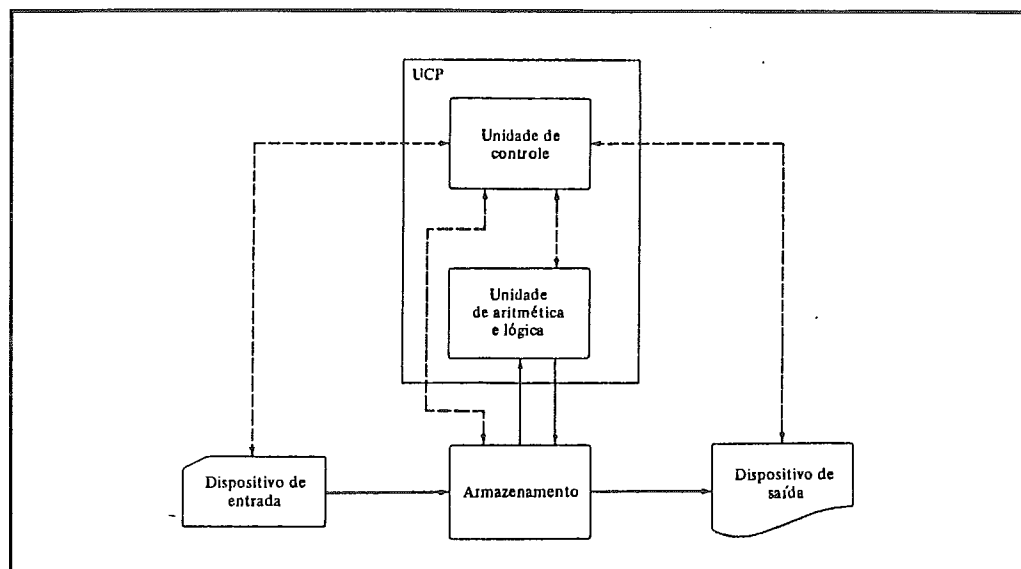 UCP
Unidade de
controle
Unidade
de aritmética
e lógica
Dispositivo de
entrada
Armazenamento
Dispositivo de
saída